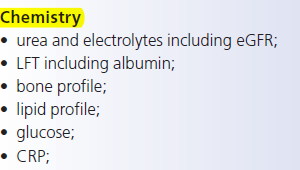 Chemistry
• urea and electrolytes including eGFR;
• LFT including albumin;
• bone profile;
• lipid profile;
• glucose;
• CRP;